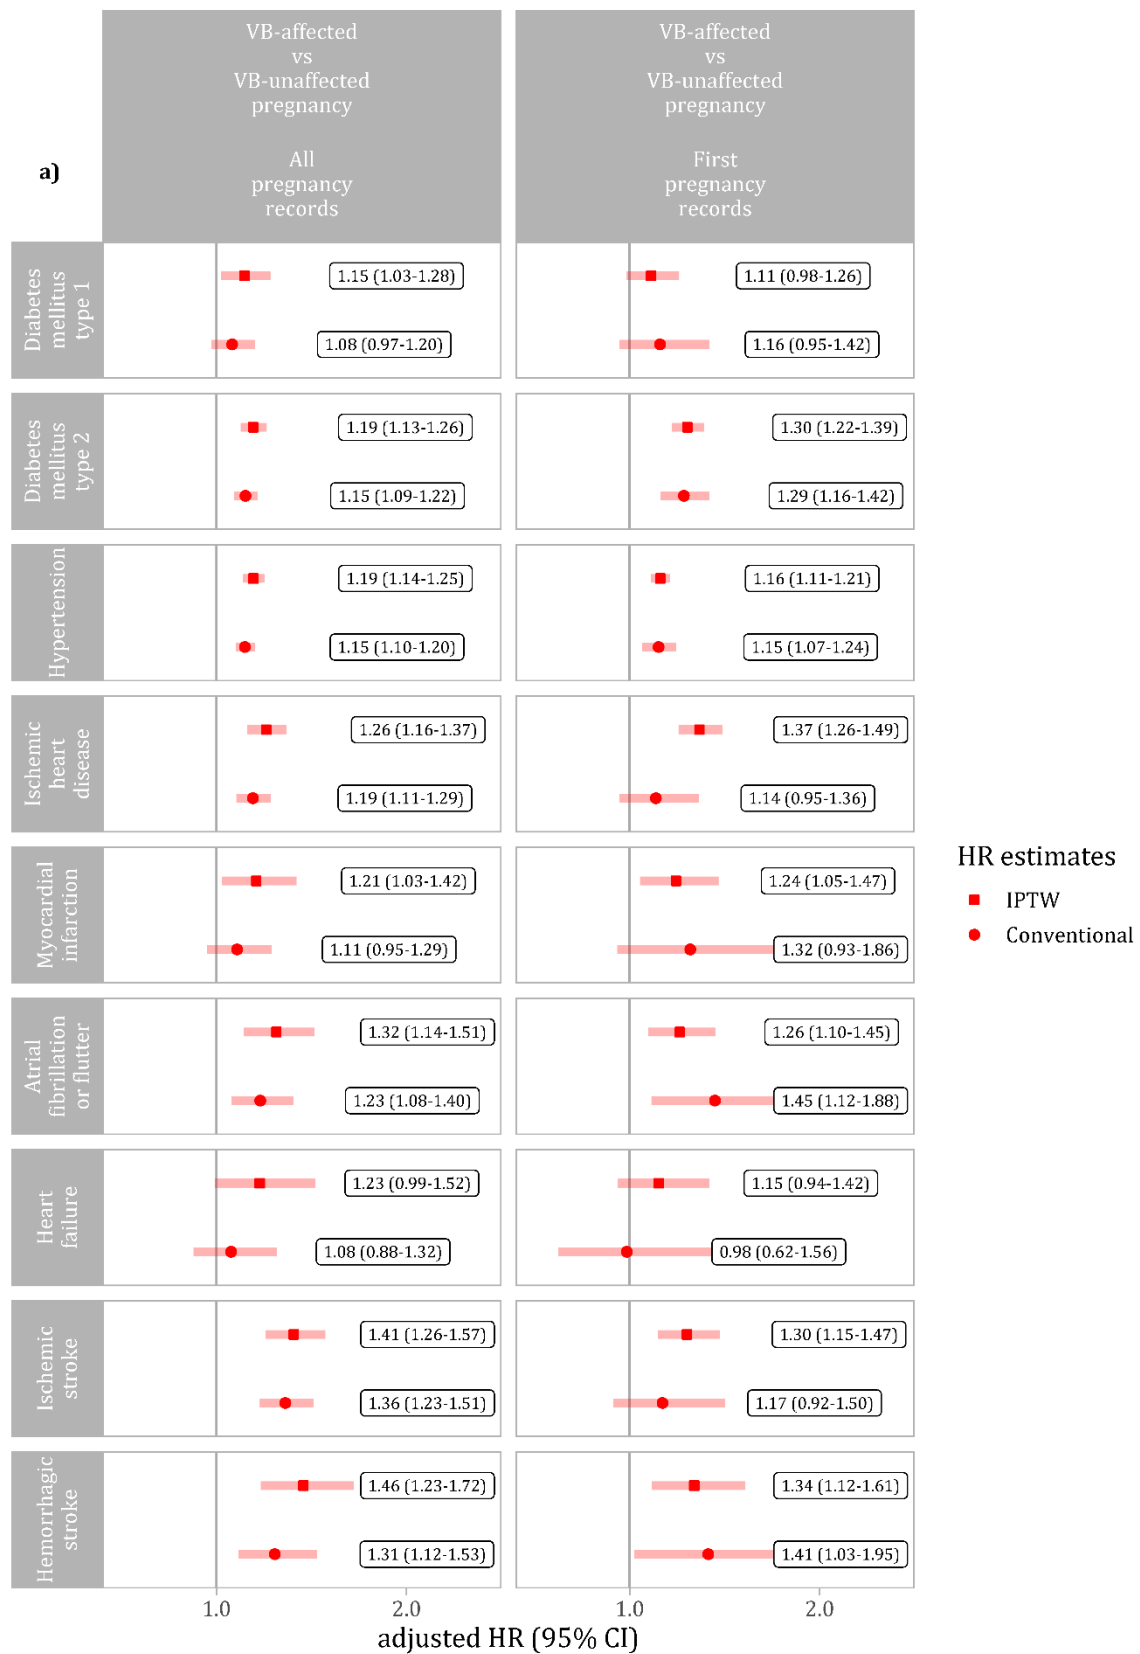 VB-affected
vs
VB-unaffected
pregnancy
All
pregnancy
records
VB-affected
vs
VB-unaffected
pregnancy
First
pregnancy
records
a)
Diabetes
mellitus
type 1
1.15 (1.03-1.28)
1.11 (0.98-1.26)
1.08 (0.97-1.20)
1.16 (0.95-1.42)
Diabetes
mellitus
type 2
1.19 (1.13-1.26)
1.30 (1.22-1.39)
1.15 (1.09-1.22)
1.29 (1.16-1.42)
Hypertension
1.19 (1.14-1.25)
1.16 (1.11-1.21)
1.15 (1.10-1.20)
1.15 (1.07-1.24)
Ischemic
heart
disease
1.26 (1.16-1.37)
1.37 (1.26-1.49)
1.19 (1.11-1.29)
1.14 (0.95-1.36)
Myocardial
infarction
1.21 (1.03-1.42)
1.24 (1.05-1.47)
1.11 (0.95-1.29)
1.32 (0.93-1.86)
Atrial
fibrillation
or flutter
1.32 (1.14-1.51)
1.26 (1.10-1.45)
1.23 (1.08-1.40)
1.45 (1.12-1.88)
Heart
failure
1.23 (0.99-1.52)
1.15 (0.94-1.42)
1.08 (0.88-1.32)
0.98 (0.62-1.56)
Ischemic
stroke
1.41 (1.26-1.57)
1.30 (1.15-1.47)
1.36 (1.23-1.51)
1.17 (0.92-1.50)
Hemorrhagic
stroke
1.46 (1.23-1.72)
1.34 (1.12-1.61)
1.31 (1.12-1.53)
1.41 (1.03-1.95)
1.0 2.0 1.0 2.0
adjusted HR (95% CI)
HR estimates
IPTW
Conventional